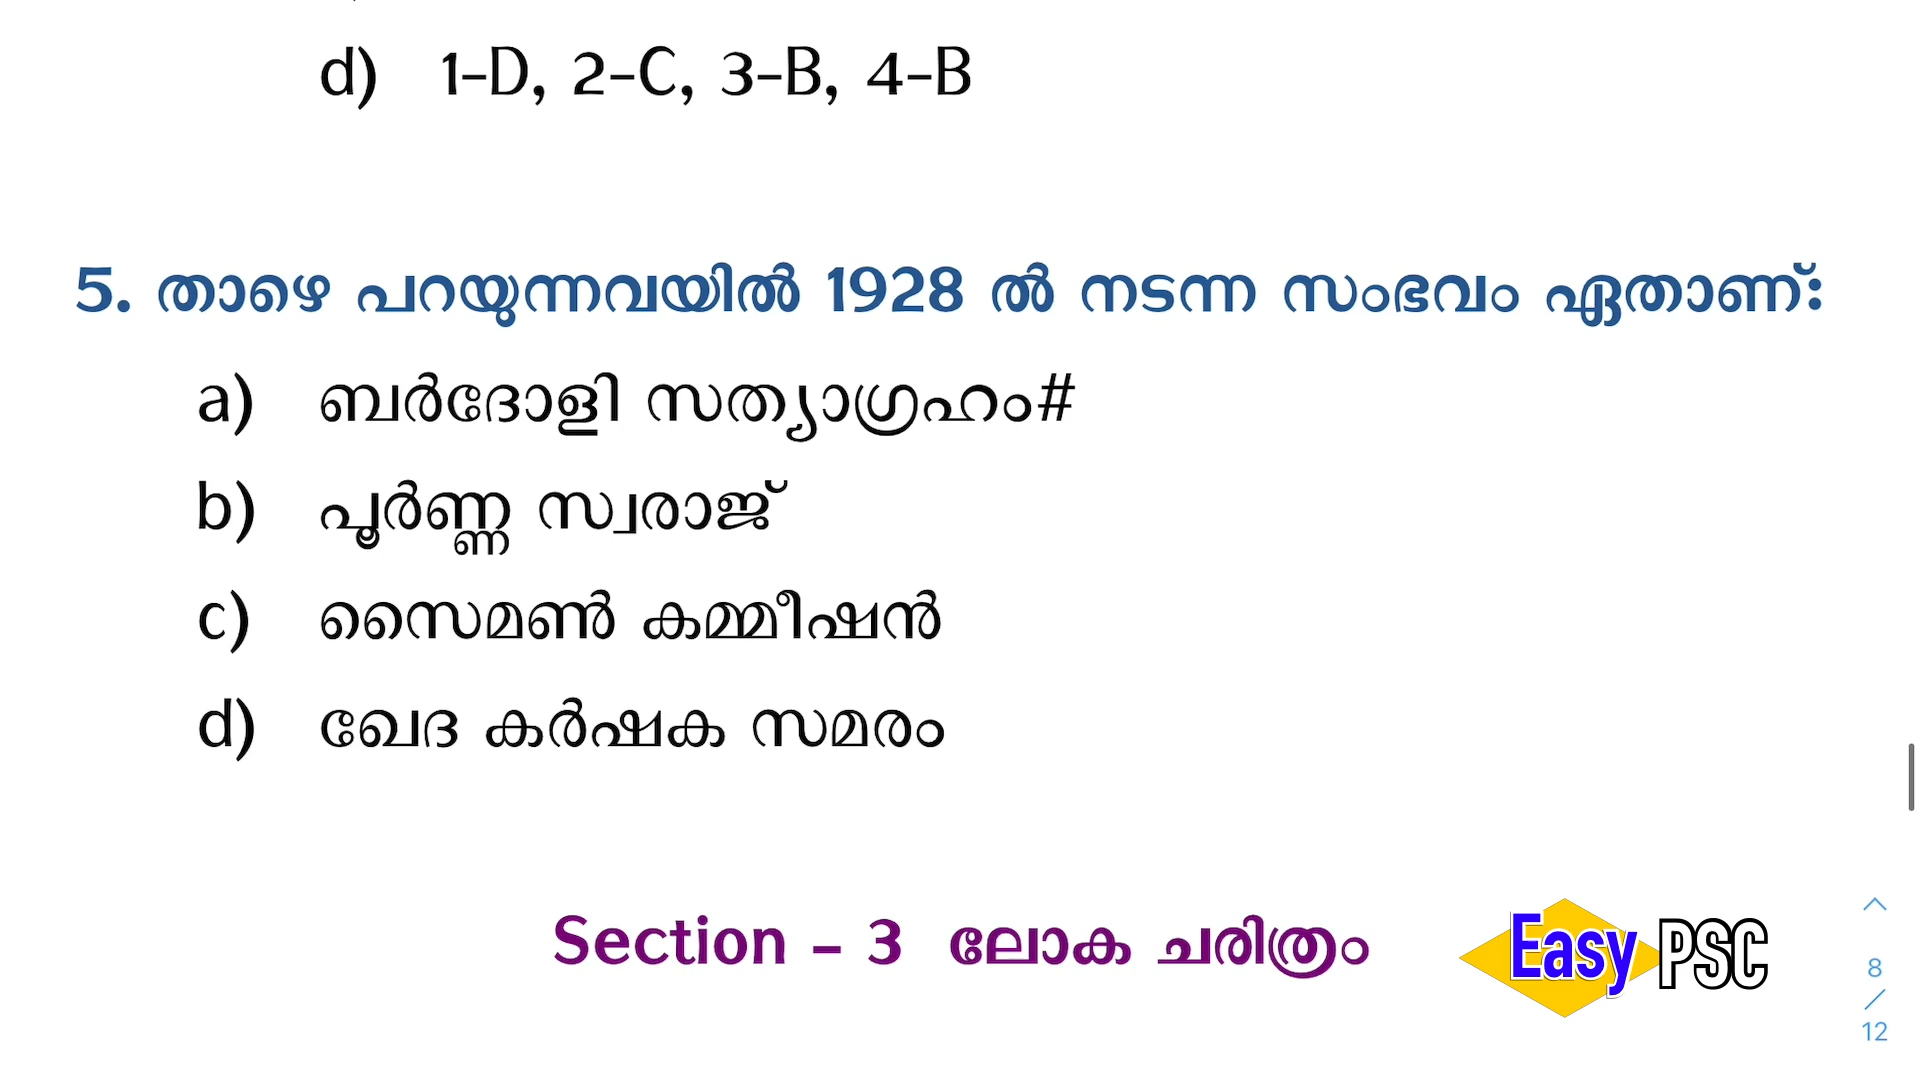 d) 1-D, 2-C, 3-B, 4-B
5. താഴെ പറയുന്നവയിൽ 1928 ൽ നടന്ന സംഭവം ഏതാണ്:
a) ബർദോളി സത്യാഗ്രഹം#
b) പൂർണ്ണ സ്വരാജ്
c) സൈമൺ കമ്മീഷൻ
d) ഖേദ കർഷക സമരം
Section - 3 ലോക ചരിത്രം
Easy PSC
8
/
12